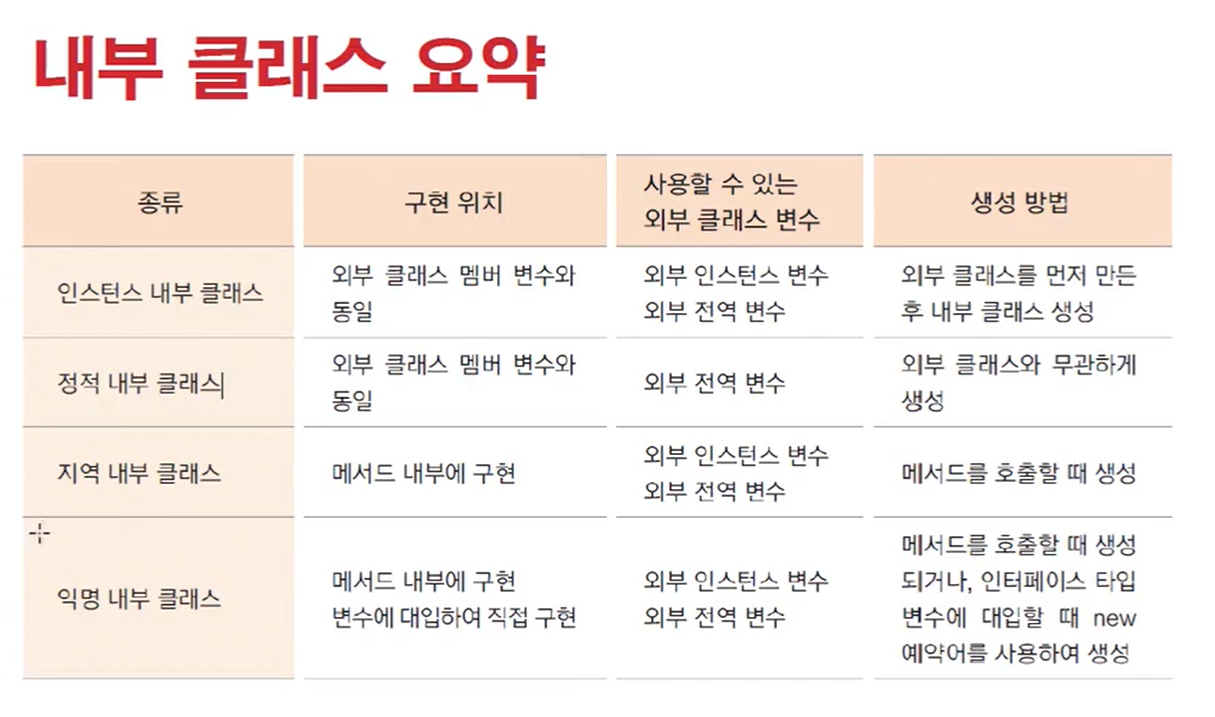 내부 클래스 요약
종류
구현 위치
사용할 수 있는
외부 클래스 변수
생성 방법
인스턴스 내부 클래스
외부 클래스 멤버 변수와
동일
외부 인스턴스 변수
외부 전역 변수
외부 클래스를 먼저 만든
후 내부 클래스 생성
정적 내부 클래스
외부 클래스 멤버 변수와
동일
외부 전역 변수
외부 클래스와 무관하게
생성
지역 내부 클래스
메서드 내부에 구현
외부 인스턴스 변수
외부 전역 변수
메서드를 호출할 때 생성
익명 내부 클래스
메서드 내부에 구현
변수에 대입하여 직접 구현
외부 인스턴스 변수
외부 전역 변수
메서드를 호출할 때 생성
되거나, 인터페이스 타입
변수에 대입할 때 new
예약어를 사용하여 생성